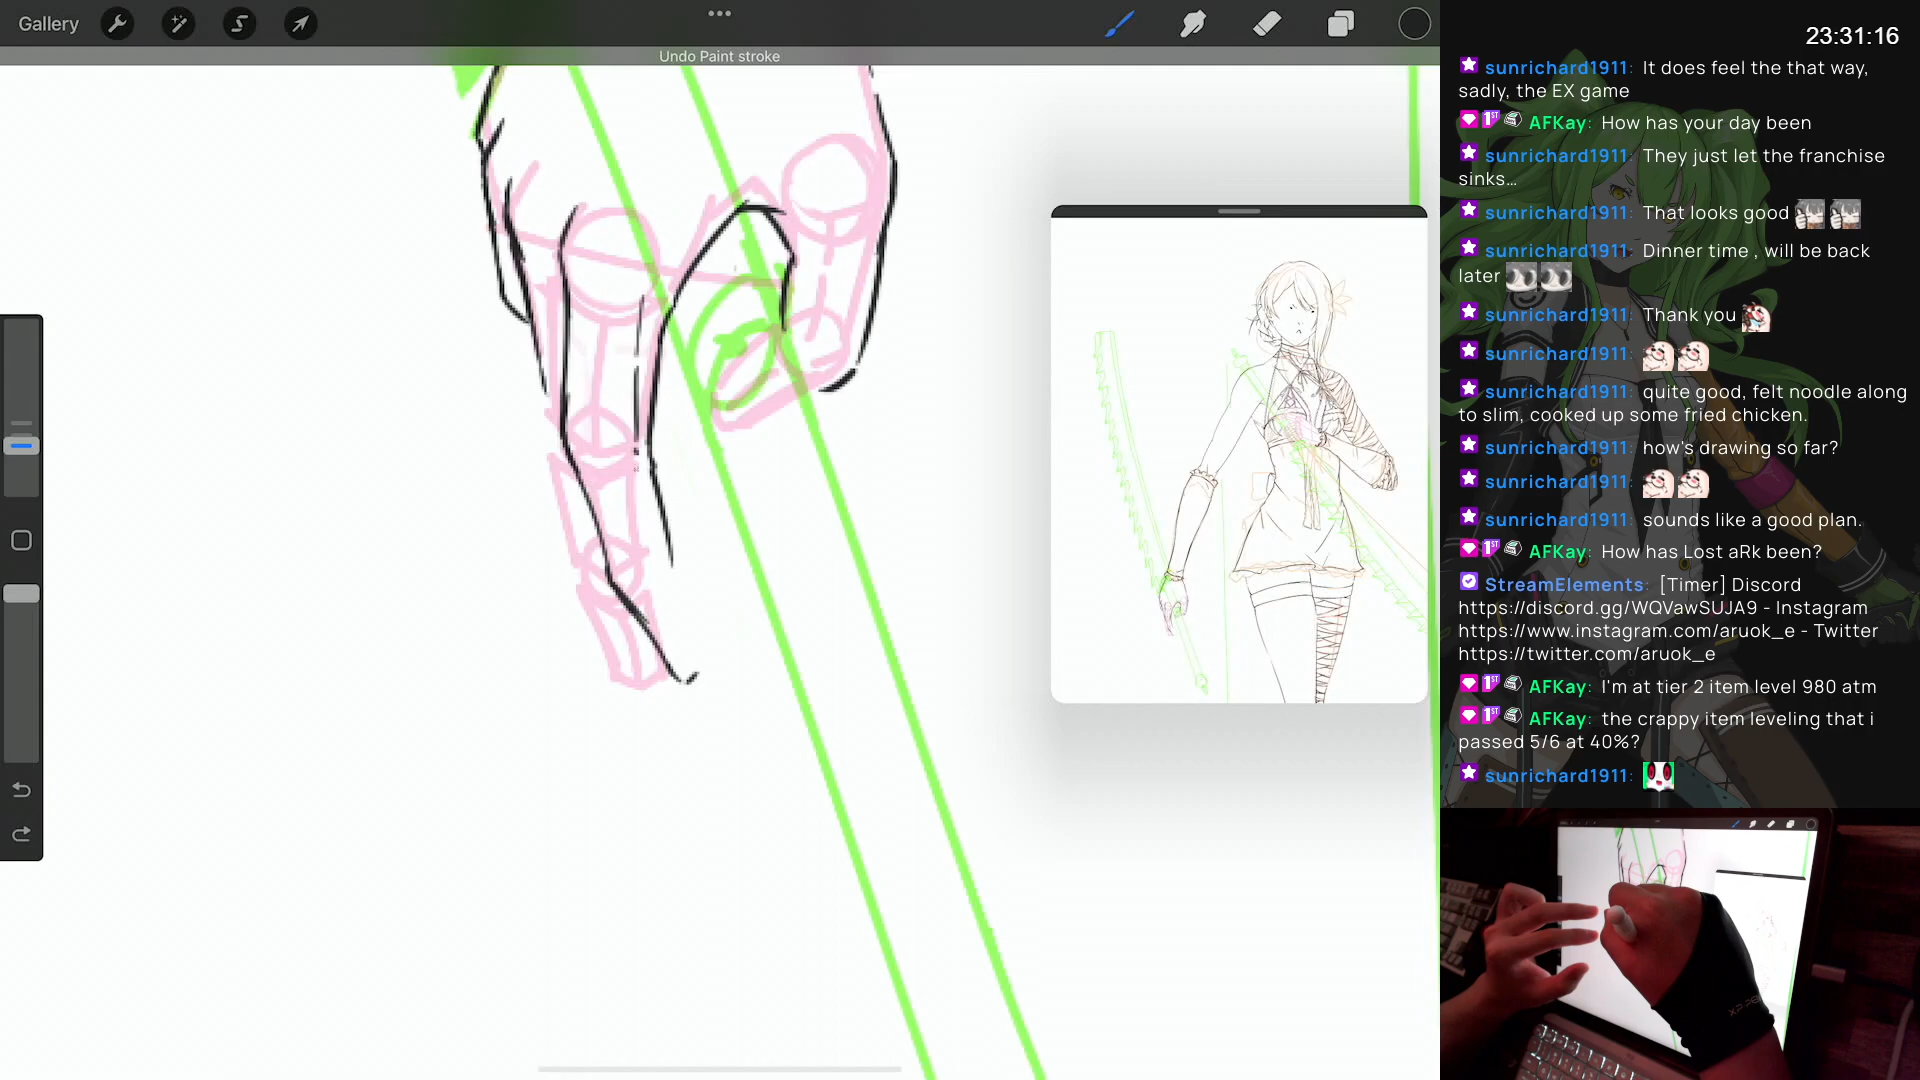 Gallery
Undo Paint stroke
23:31:16
sunrichard1911: It does feel the that way,
sadly, the EX game
AFKay: How has your day been
sunrichard1911: They just let the franchise
sinks...
sunrichard1911: That looks good
sunrichard1911: Dinner time , will be back
later
sunrichard1911: Thank you
sunrichard1911:
sunrichard1911: quite good, felt noodle along
to slim, cooked up some fried chicken.
sunrichard1911: how's drawing so far?
sunrichard1911:
sunrichard1911: sounds like a good plan.
AFKay: How has Lost aRk been?
StreamElements: [Timer] Discord
https://discord.gg/WQVawSUJA9 - Instagram
https://www.instagram.com/aruok_e - Twitter
https://twitter.com/aruok_e
AFKay: I'm at tier 2 item level 980 atm
AFKay: the crappy item leveling that i
passed 5/6 at 40%?
sunrichard1911: